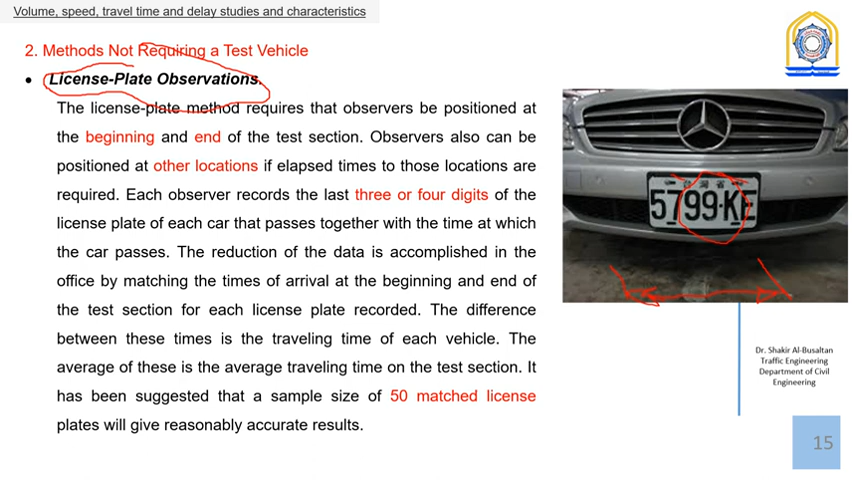 Volume, speed, travel time and delay studies and characteristics
2. Methods Not Requiring a Test Vehicle
• License-Plate Observations.
The license-plate method requires that observers be positioned at
the beginning and end of the test section. Observers also can be
positioned at other locations if elapsed times to those locations are
required. Each observer records the last three or four digits of the
license plate of each car that passes together with the time at which
the car passes. The reduction of the data is accomplished in the
office by matching the times of arrival at the beginning and end of
the test section for each license plate recorded. The difference
between these times is the traveling time of each vehicle. The
average of these is the average traveling time on the test section. It
has been suggested that a sample size of 50 matched license
plates will give reasonably accurate results.
5799·KE
Dr. Shakir Al-Busaltan
Traffic Engineering
Department of Civil
Engineering
15